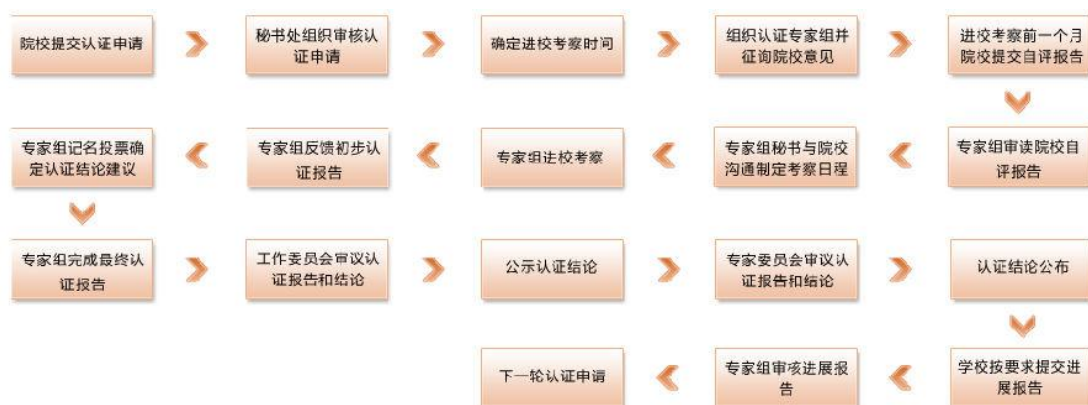 院校提交认证申请
秘书处组织审核认
证申请
确定进校考察时间
组织认证专家组并
征询院校意见
进校考察前一个月
院校提交自评报告
专家组审读院校自
评报告
专家组秘书与院校
沟通制定考察日程
专家组进校考察
专家组反馈初步认
证报告
专家组记名投票确
定认证结论建议
专家组完成最终认
证报告
工作委员会审议认
证报告和结论
公示认证结论
专家委员会审议认
证报告和结论
认证结论公布
学校按要求提交进
展报告
专家组审核进展报
告
下一轮认证申请